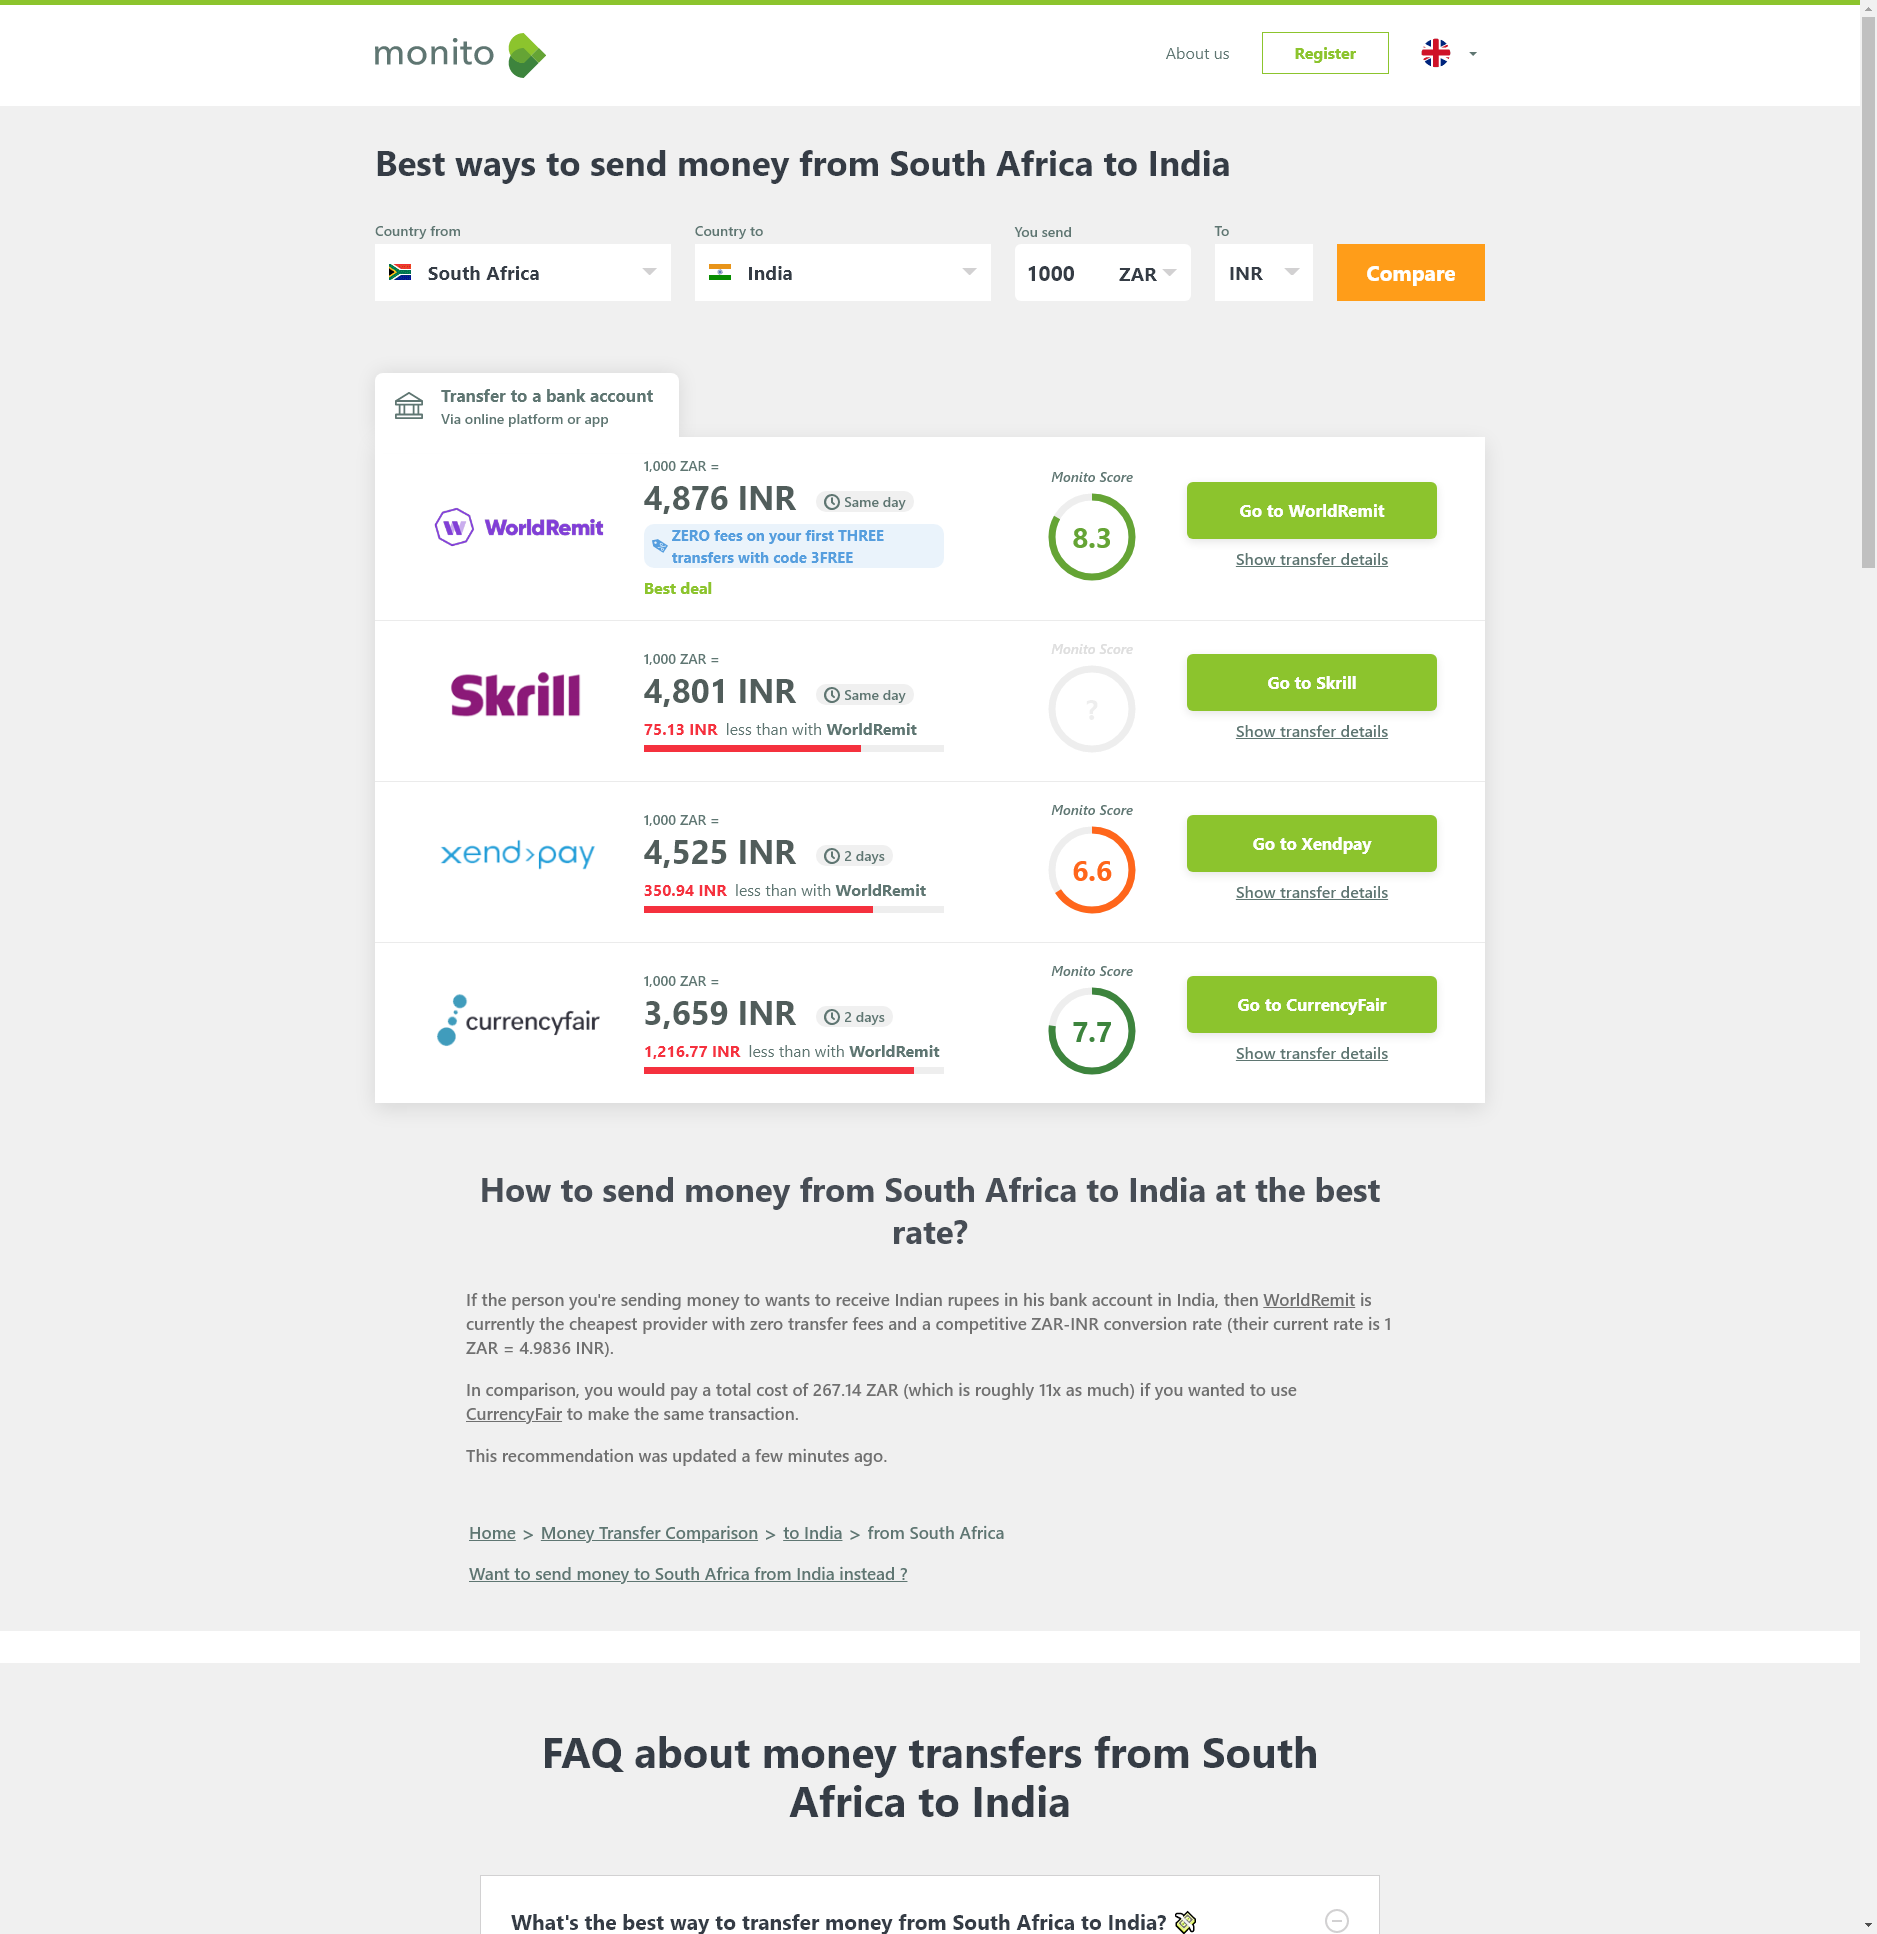 monito
About us
Register
Best ways to send money from South Africa to India
Country from
Country to
You send
To
South Africa
India
1000
ZAR
INR
Compare
Transfer to a bank account
Via online platform or app
WorldRemit
1,000 ZAR =
4,876 INR
Same day
ZERO fees on your first THREE
transfers with code 3FREE
Best deal
Monito Score
8.3
Go to WorldRemit
Show transfer details
Skrill
1,000 ZAR =
4,801 INR
Same day
75.13 INR less than with WorldRemit
Monito Score
?
Go to Skrill
Show transfer details
xend>pay
1,000 ZAR =
4,525 INR
2 days
350.94 INR less than with WorldRemit
Monito Score
6.6
Go to Xendpay
Show transfer details
currencyfair
1,000 ZAR =
3,659 INR
2 days
1,216.77 INR less than with WorldRemit
Monito Score
7.7
Go to CurrencyFair
Show transfer details
How to send money from South Africa to India at the best
rate?
If the person you're sending money to wants to receive Indian rupees in his bank account in India, then WorldRemit is
currently the cheapest provider with zero transfer fees and a competitive ZAR-INR conversion rate (their current rate is 1
ZAR = 4.9836 INR).
In comparison, you would pay a total cost of 267.14 ZAR (which is roughly 11x as much) if you wanted to use
CurrencyFair to make the same transaction.
This recommendation was updated a few minutes ago.
Home > Money Transfer Comparison > to India > from South Africa
Want to send money to South Africa from India instead ?
FAQ about money transfers from South
Africa to India
What's the best way to transfer money from South Africa to India? 💸